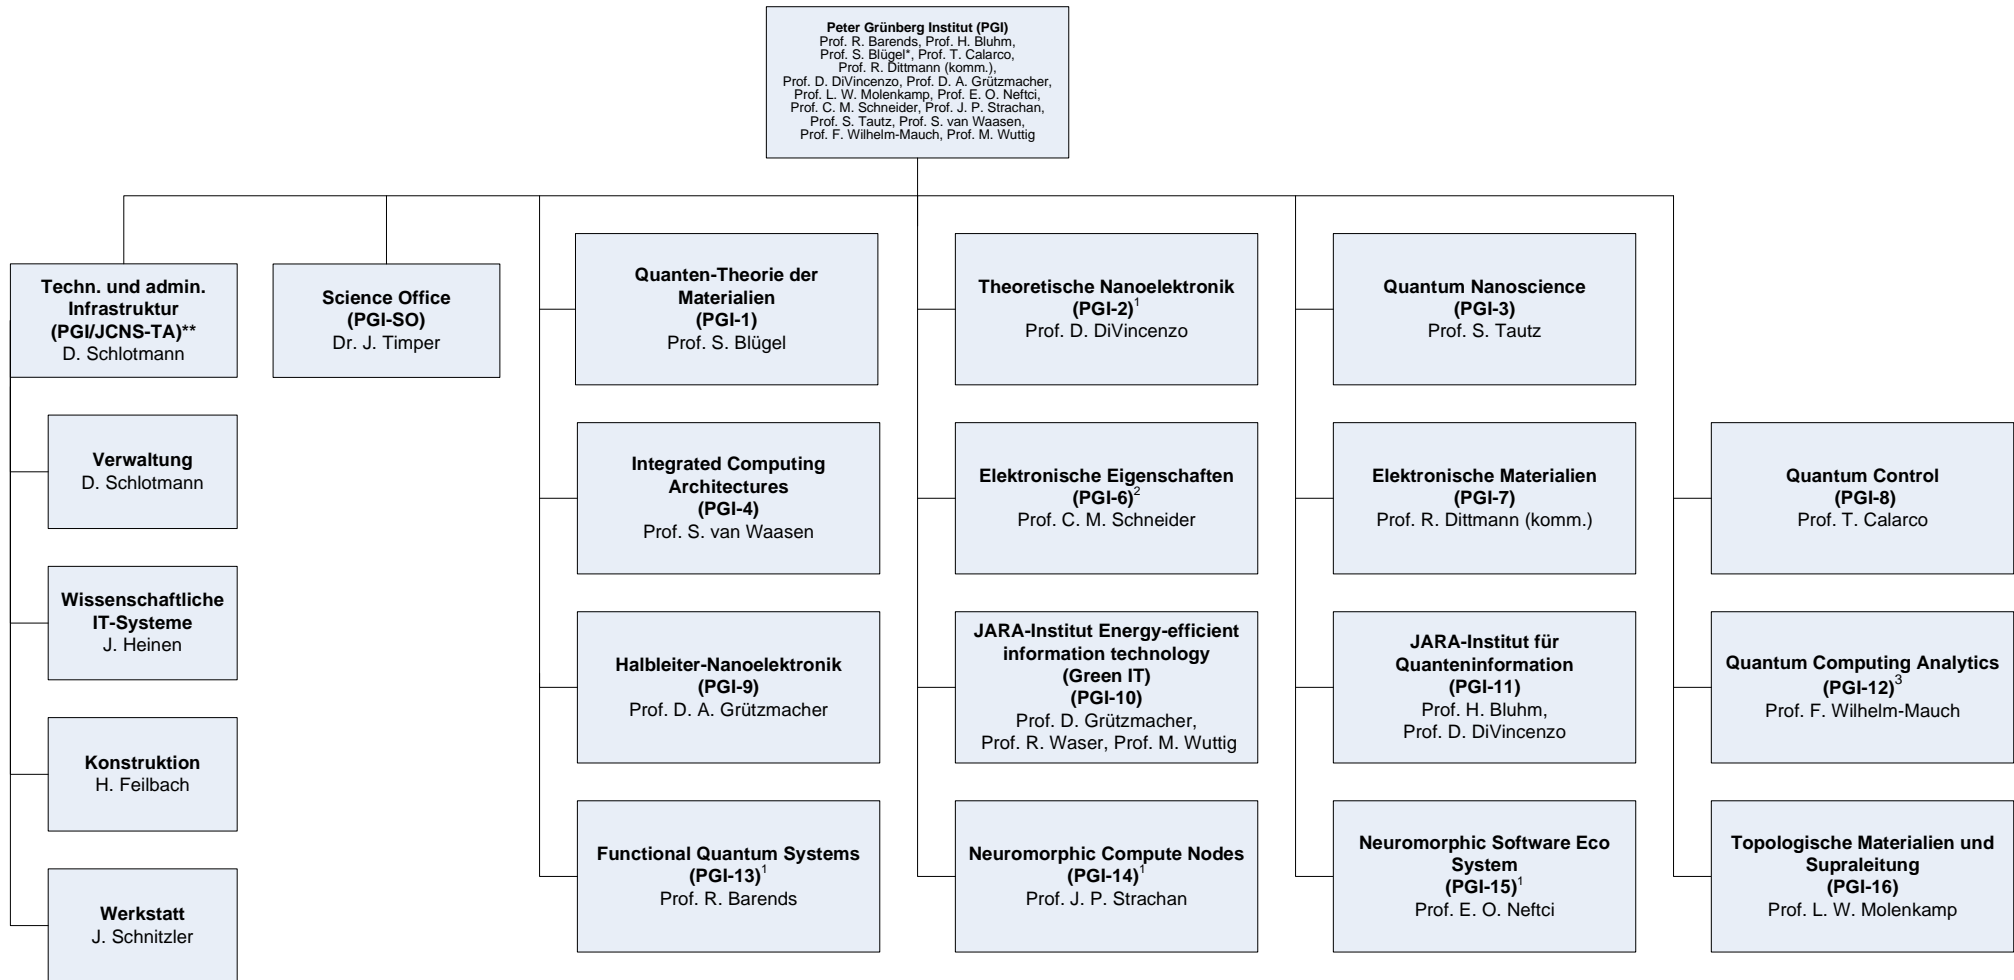 Peter Grünberg Institut (PGI)
Prof. R. Barends, Prof. H. Bluhm,
Prof. S. Blügel*, Prof. T. Calarco,
Prof. R. Dittmann (komm.),
Prof. D. DiVincenzo, Prof. D. A. Grützmacher,
Prof. L. W. Molenkamp, Prof. E. O. Neftci,
Prof. C. M. Schneider, Prof. J. P. Strachan,
Prof. S. Tautz, Prof. S. van Waasen,
Prof. F. Wilhelm-Mauch, Prof. M. Wuttig
Techn. und admin.
Infrastruktur
(PGI/JCNS-TA)**
D. Schlotmann
Science Office
(PGI-SO)
Dr. J. Timper
Quanten-Theorie der
Materialien
(PGI-1)
Prof. S. Blügel
Theoretische Nanoelektronik
(PGI-2)¹
Prof. D. DiVincenzo
Quantum Nanoscience
(PGI-3)
Prof. S. Tautz
Verwaltung
D. Schlotmann
Integrated Computing
Architectures
(PGI-4)
Prof. S. van Waasen
Elektronische Eigenschaften
(PGI-6)²
Prof. C. M. Schneider
Elektronische Materialien
(PGI-7)
Prof. R. Dittmann (komm.)
Quantum Control
(PGI-8)
Prof. T. Calarco
Wissenschaftliche
IT-Systeme
J. Heinen
Halbleiter-Nanoelektronik
(PGI-9)
Prof. D. A. Grützmacher
JARA-Institut Energy-efficient
information technology
(Green IT)
(PGI-10)
Prof. D. Grützmacher,
Prof. R. Waser, Prof. M. Wuttig
JARA-Institut für
Quanteninformation
(PGI-11)
Prof. H. Bluhm,
Prof. D. DiVincenzo
Quantum Computing Analytics
(PGI-12)³
Prof. F. Wilhelm-Mauch
Konstruktion
H. Feilbach
Functional Quantum Systems
(PGI-13)¹
Prof. R. Barends
Neuromorphic Compute Nodes
(PGI-14)¹
Prof. J. P. Strachan
Neuromorphic Software Eco
System
(PGI-15)¹
Prof. E. O. Neftci
Topologische Materialien und
Supraleitung
(PGI-16)
Prof. L. W. Molenkamp
Werkstatt
J. Schnitzler